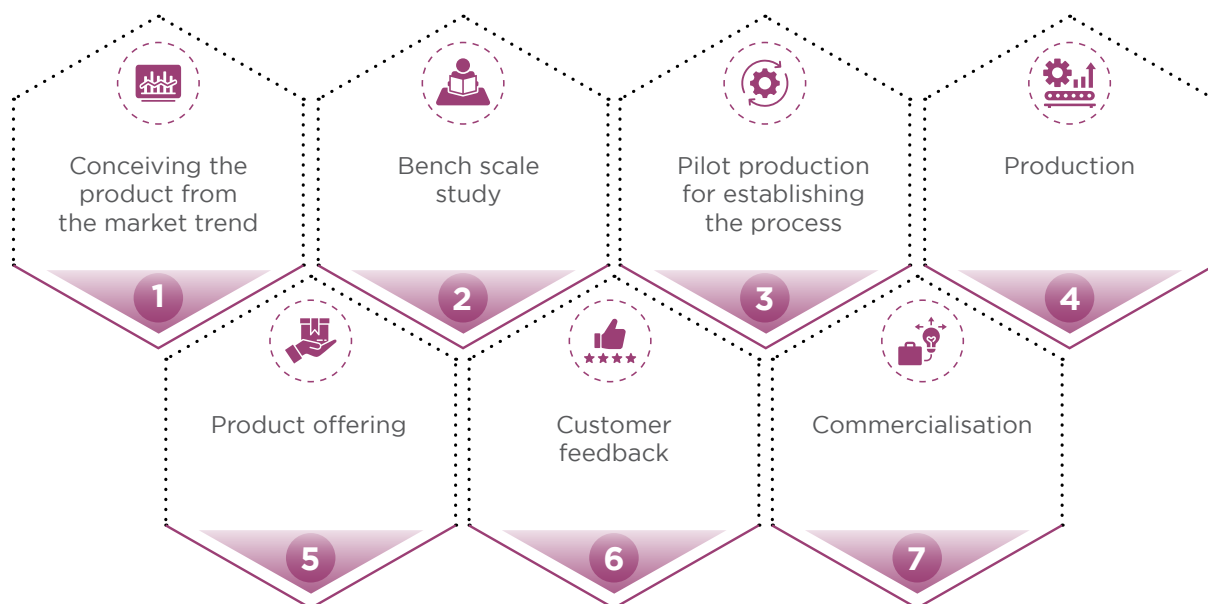 Conceiving the
product from
the market trend
1
Bench scale
study
2
Pilot production
for establishing
the process
3
Production
4
Product offering
5
Customer
feedback
6
Commercialisation
7